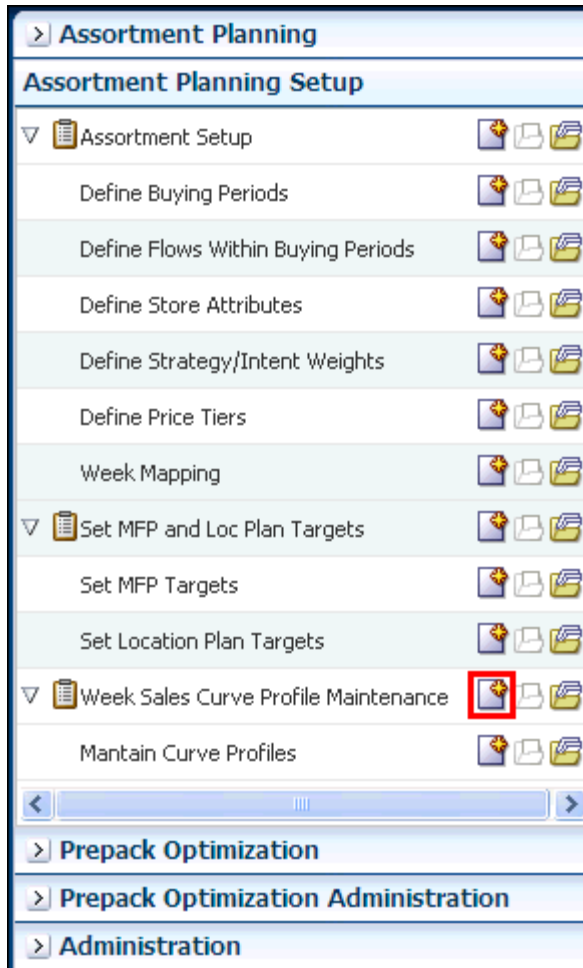 Assortment Planning
Assortment Planning Setup
Assortment Setup
Define Buying Periods
Define Flows Within Buying Periods
Define Store Attributes
Define Strategy/Intent Weights
Define Price Tiers
Week Mapping
Set MFP and Loc Plan Targets
Set MFP Targets
Set Location Plan Targets
Week Sales Curve Profile Maintenance
Mantain Curve Profiles
Prepack Optimization
Prepack Optimization Administration
Administration